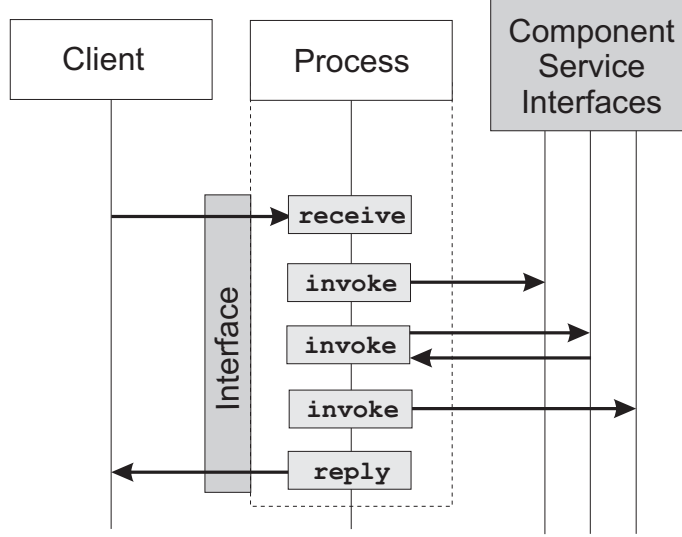 Client
Process
Component
Service
Interfaces
Interface
receive
invoke
invoke
invoke
reply